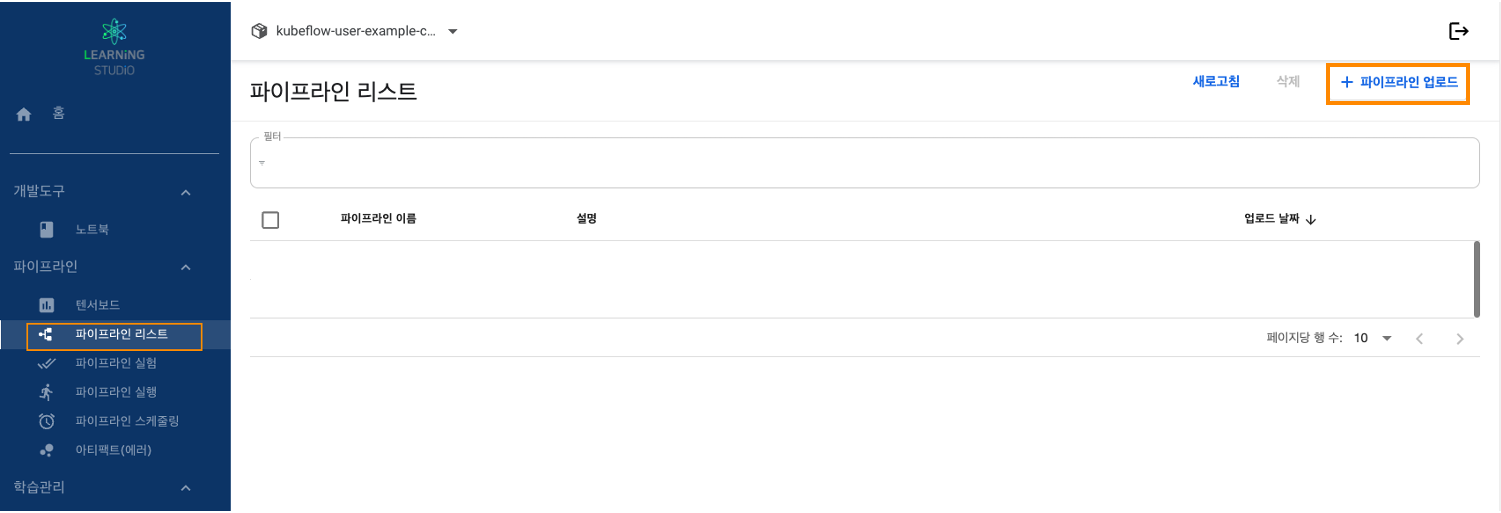 LEARNiNG
STUDIO
홈
개발도구
노트북
파이프라인
텐서보드
파이프라인 리스트
파이프라인 실험
파이프라인 실행
파이프라인 스케줄링
아티팩트(에러)
학습관리
kubeflow-user-example-c...
파이프라인 리스트
새로고침 삭제 + 파이프라인 업로드
필터
파이프라인 이름 설명 업로드 날짜
페이지당 행 수: 10